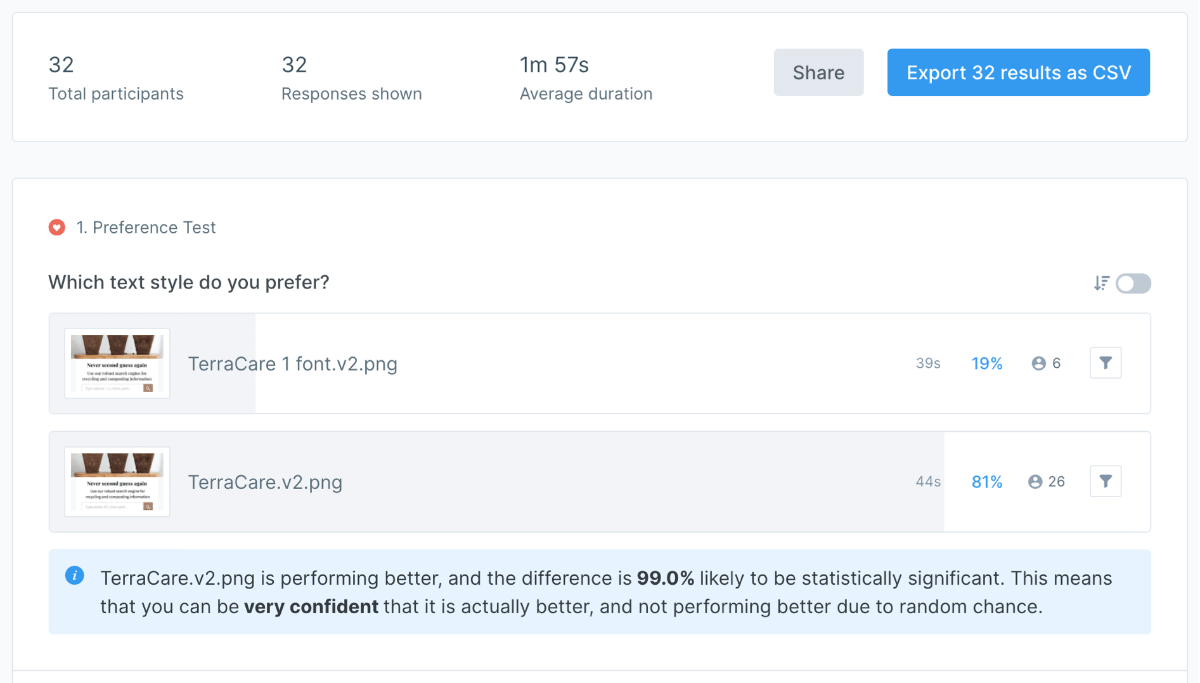 32
Total participants
32
Responses shown
1m 57s
Average duration
Share
Export 32 results as CSV
1. Preference Test
Which text style do you prefer?
Never second guess again
Use our robust search engine for
recycling and composting information
TerraCare 1 font.v2.png
39s
19%
6
Never second guess again
Use our robust search engine for
recycling and composting information
TerraCare.v2.png
44s
81%
26
TerraCare.v2.png is performing better, and the difference is 99.0% likely to be statistically significant. This means
that you can be very confident that it is actually better, and not performing better due to random chance.